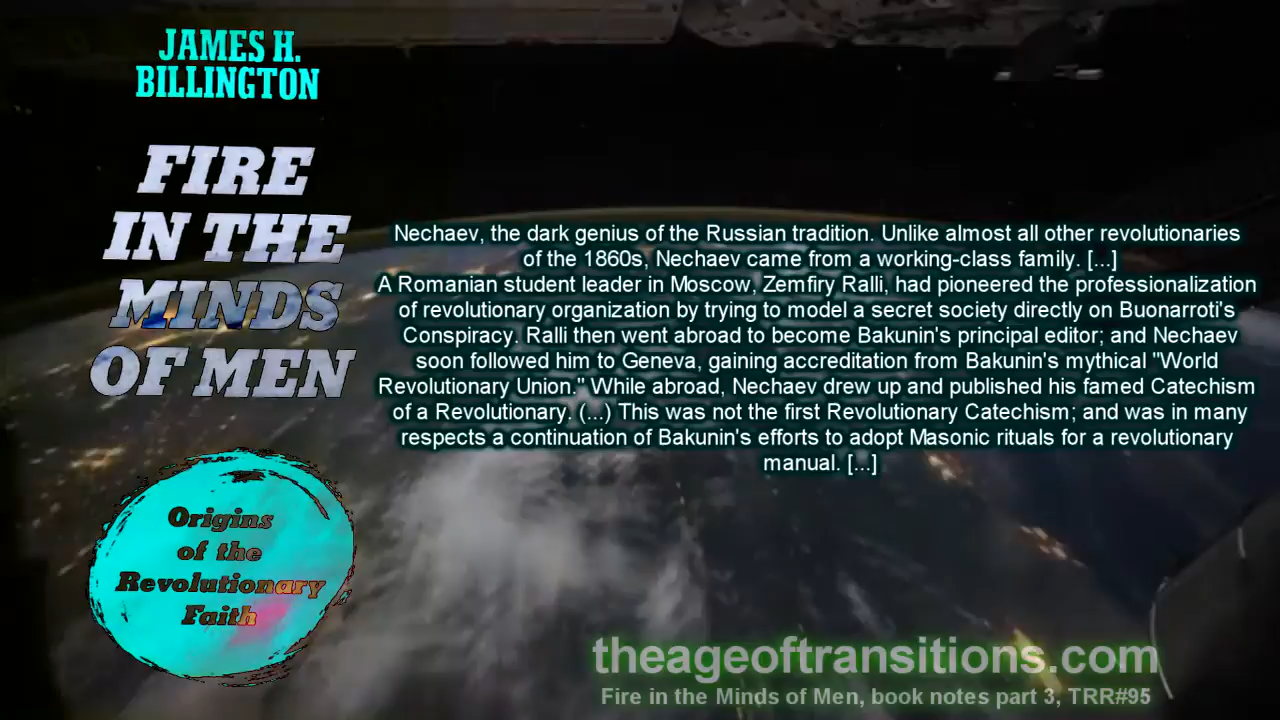 JAMES H.
BILLINGTON
FIRE
IN THE
MINDS
OF MEN
Origins
of the
Revolutionary
Faith
Nechaev, the dark genius of the Russian tradition. Unlike almost all other revolutionaries
of the 1860s, Nechaev came from a working-class family. [...]
A Romanian student leader in Moscow, Zemfiry Ralli, had pioneered the professionalization
of revolutionary organization by trying to model a secret society directly on Buonarroti's
Conspiracy. Ralli then went abroad to become Bakunin's principal editor; and Nechaev
soon followed him to Geneva, gaining accreditation from Bakunin's mythical "World
Revolutionary Union." While abroad, Nechaev drew up and published his famed Catechism
of a Revolutionary. (...) This was not the first Revolutionary Catechism; and was in many
respects a continuation of Bakunin's efforts to adopt Masonic rituals for a revolutionary
manual. [...]
theageoftransitions.com
Fire in the Minds of Men, book notes part 3, TRR#95